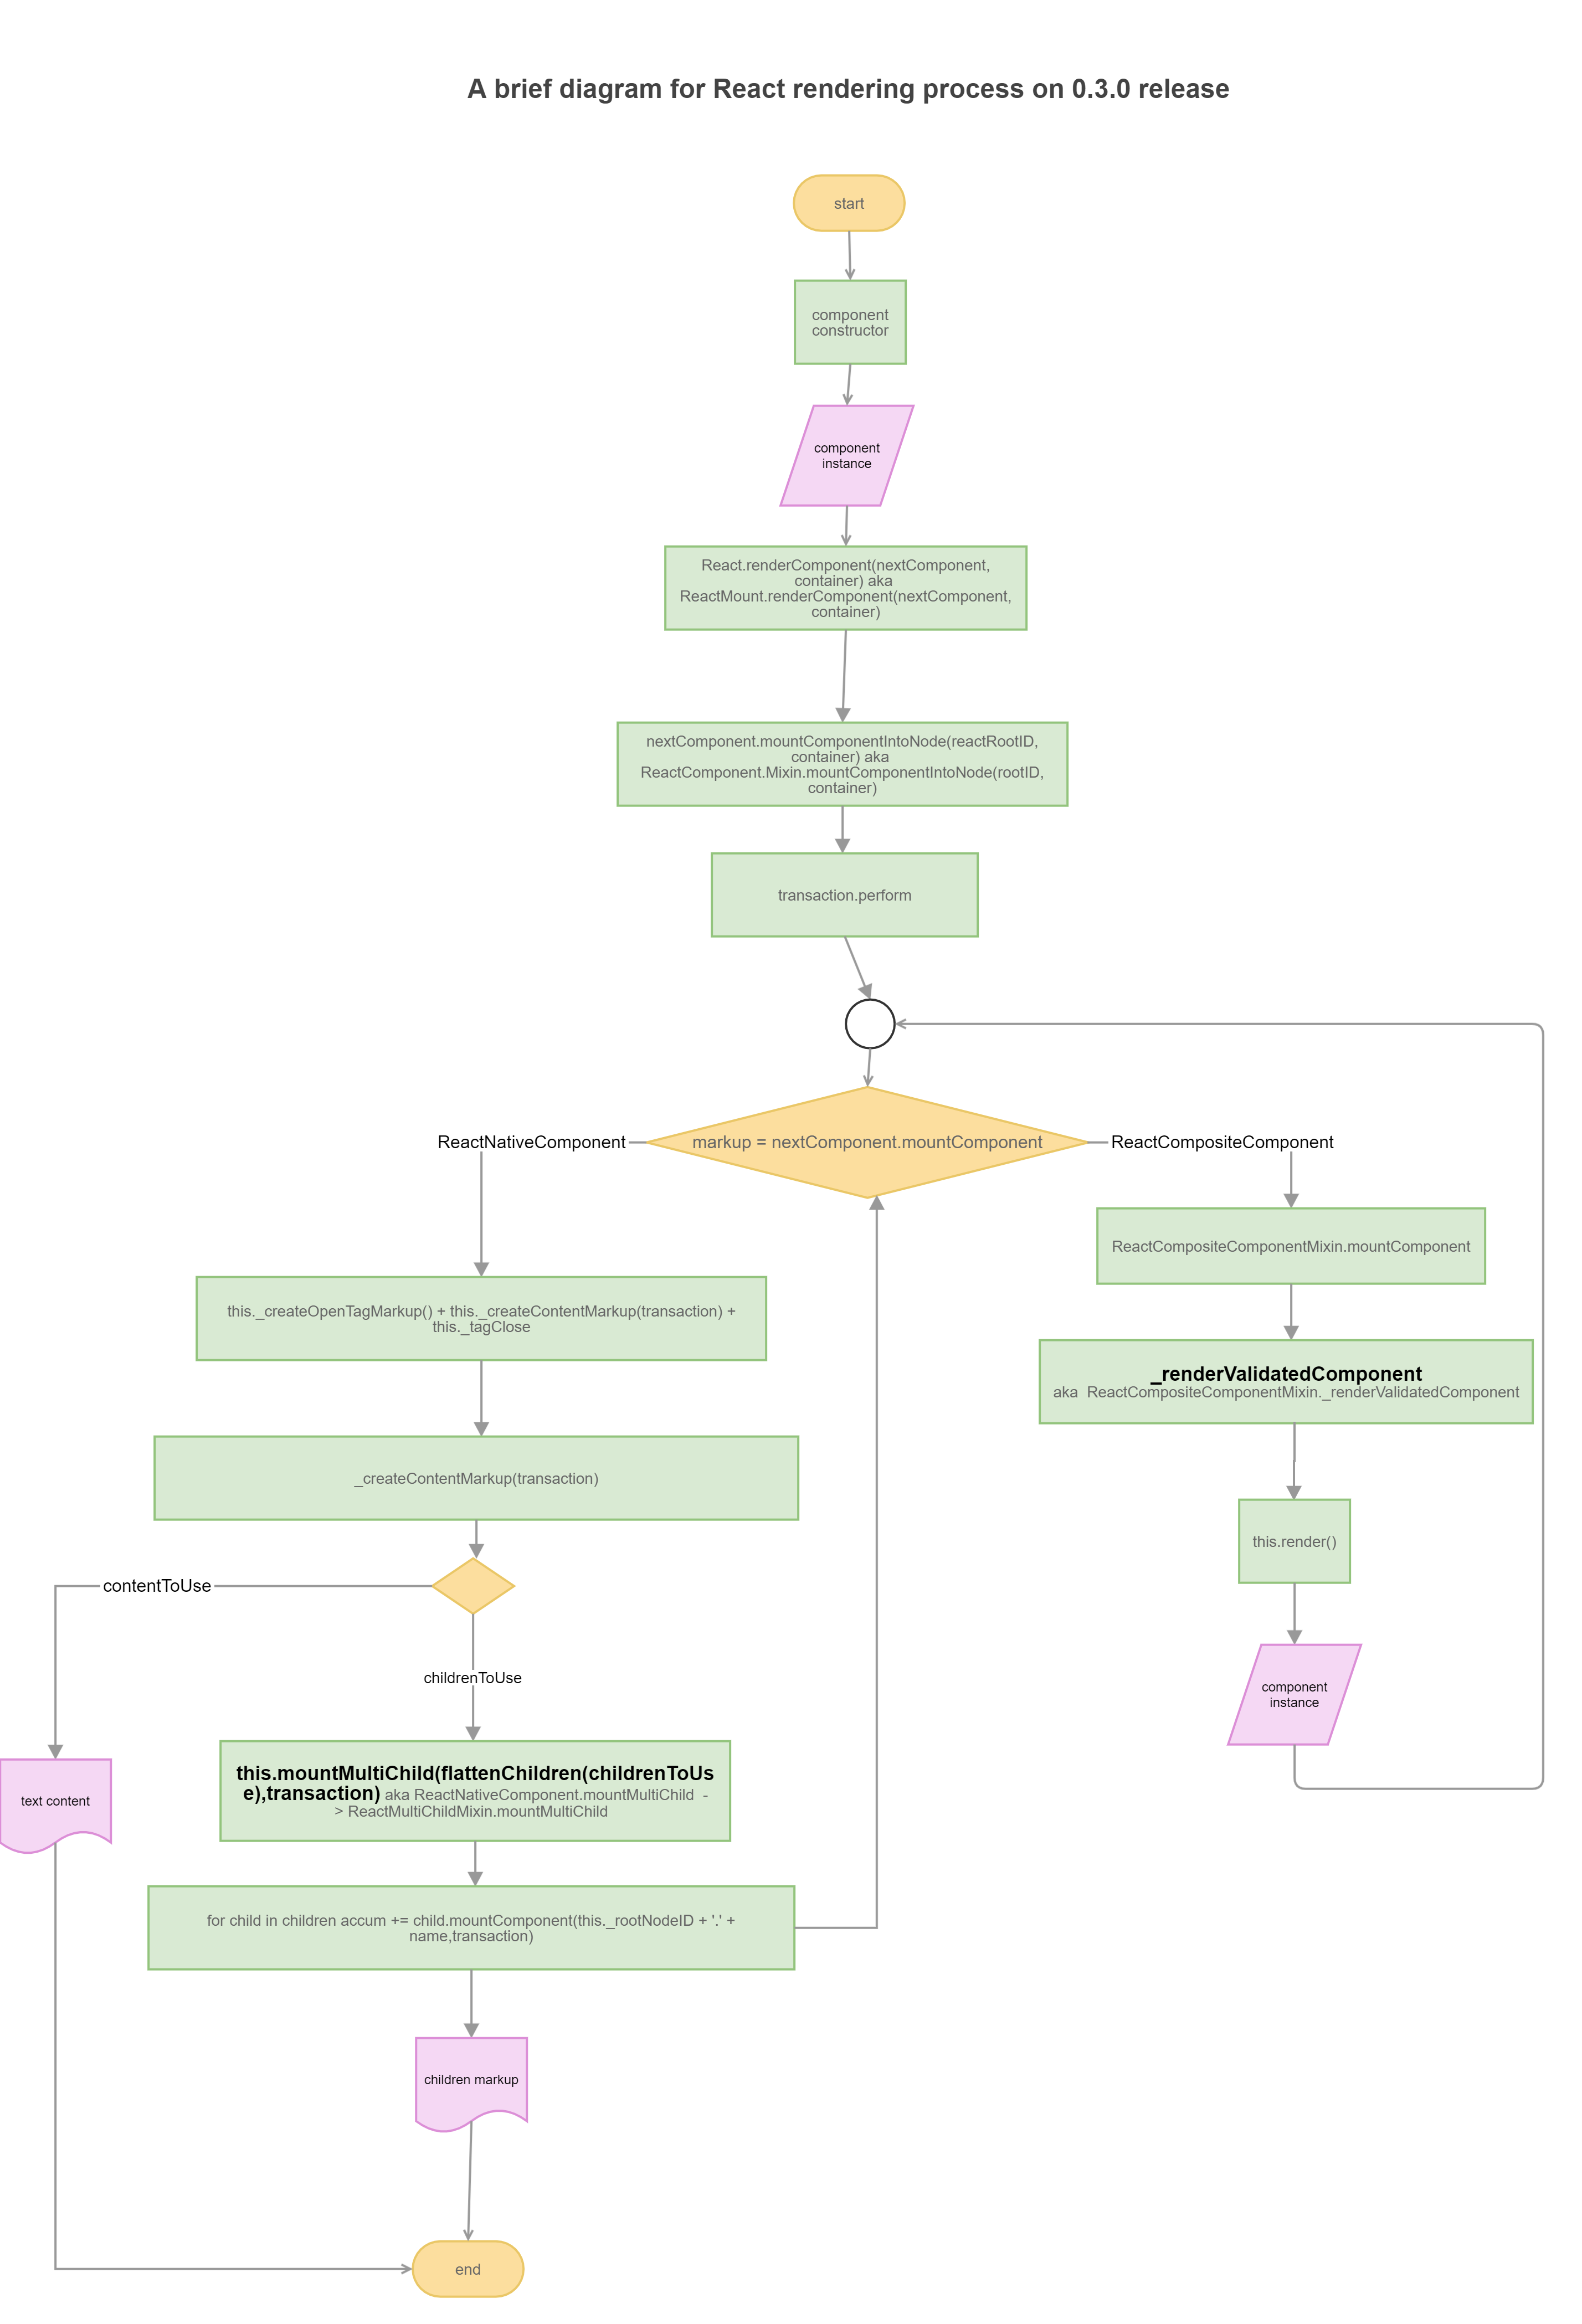 A brief diagram for React rendering process on 0.3.0 release
start
component
constructor
component
instance
React.renderComponent(nextComponent,
container) aka
ReactMount.renderComponent(nextComponent,
container)
nextComponent.mountComponentIntoNode(reactRootID,
container) aka
ReactComponent.Mixin.mountComponentIntoNode(rootID,
container)
transaction.perform
ReactNativeComponent
markup = nextComponent.mountComponent
ReactCompositeComponent
ReactCompositeComponentMixin.mountComponent
this._createOpenTagMarkup() + this._createContentMarkup(transaction) +
this._tagClose
_renderValidatedComponent
aka  ReactCompositeComponentMixin._renderValidatedComponent
_createContentMarkup(transaction)
this.render()
contentToUse
childrenToUse
component
instance
this.mountMultiChild(flattenChildren(childrenToUs
e),transaction) aka ReactNativeComponent.mountMultiChild  -
> ReactMultiChildMixin.mountMultiChild
text content
for child in children accum += child.mountComponent(this._rootNodeID + '.' +
name,transaction)
children markup
end